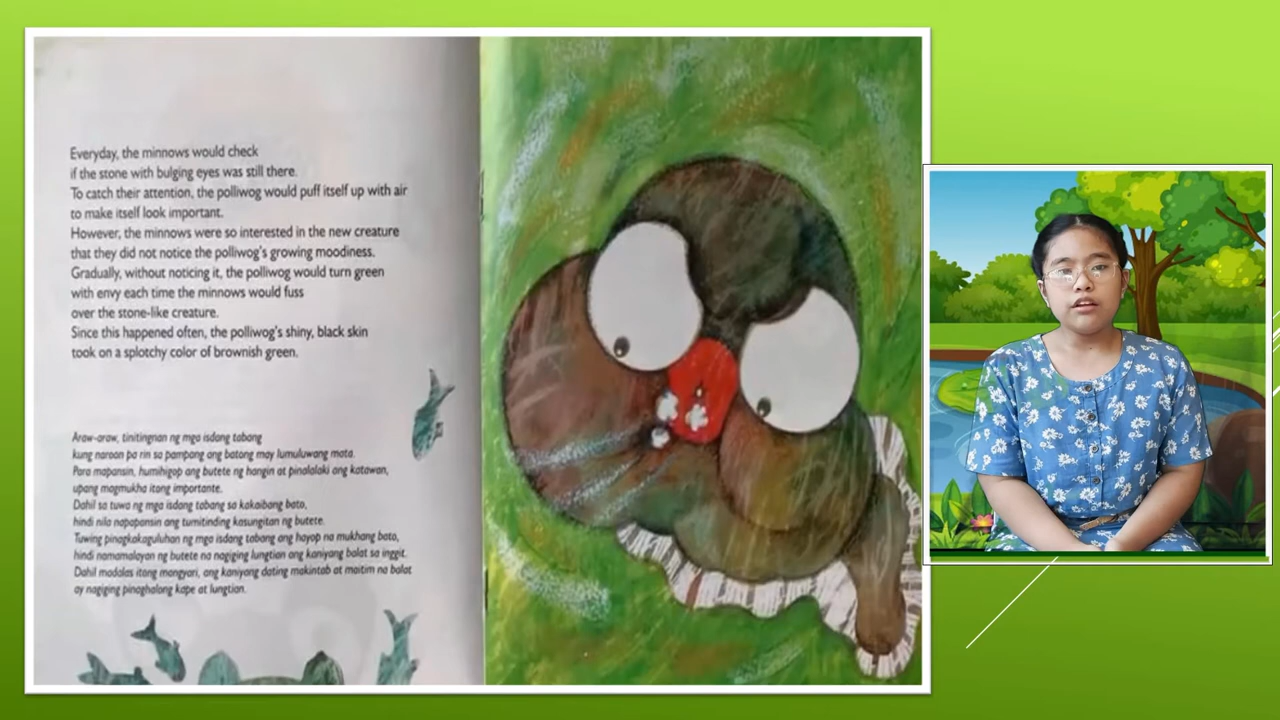 Everyday, the minnows would check
if the stone with bulging eyes was still there.
To catch their attention, the polliwog would puff itself up with air
to make itself look important.
However, the minnows were so interested in the new creature
that they did not notice the polliwog's growing moodiness.
Gradually, without noticing it, the polliwog would turn green
with envy each time the minnows would fuss
over the stone-like creature.
Since this happened often, the polliwog's shiny, black skin
took on a splotchy color of brownish green.
Araw-araw, tinitingnan ng mga isdang tabang
kung naroon pa rin sa pampang ang batong may lumuluwang mata.
Para mapansin, humihigop ang butete ng hangin at pinalalaki ang katawan,
upang magmukha itong importante.
Dahil sa tuwa ng mga isdang tabang sa kakaibang bato,
hindi nila napapansin ang tumitinding kasungitan ng butete.
Tuwing pinagkakaguluhan ng mga isdang tabang ang hayop na mukhang bato,
hindi namamalayan ng butete na nagiging lungtian ang kaniyang balat sa inggit.
Dahil madalas itong mangyari, ang kaniyang dating makintab at maitim na balat
ay nagiging pinaghalong kape at lungtian.